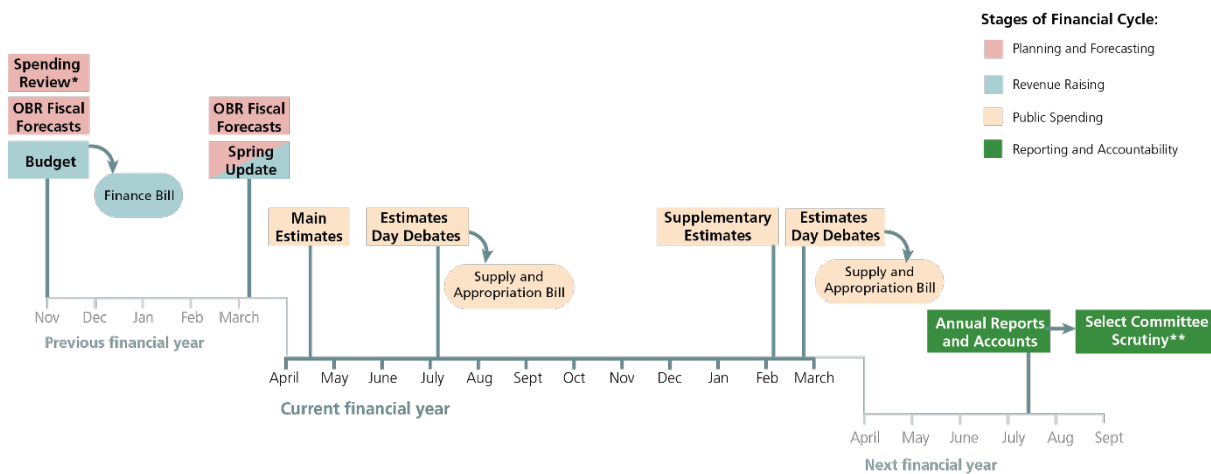 Stages of Financial Cycle:
Planning and Forecasting
Revenue Raising
Public Spending
Reporting and Accountability
Spending
Review*
OBR Fiscal
Forecasts
Budget
Finance Bill
OBR Fiscal
Forecasts
Spring
Update
Main
Estimates
Estimates
Day Debates
Supply and
Appropriation Bill
Supplementary
Estimates
Estimates
Day Debates
Supply and
Appropriation Bill
Nov Dec Jan Feb March
Previous financial year
Annual Reports
and Accounts
Select Committee
Scrutiny**
April May June July Aug Sept Oct Nov Dec Jan Feb March
Current financial year
April May June July Aug Sept
Next financial year